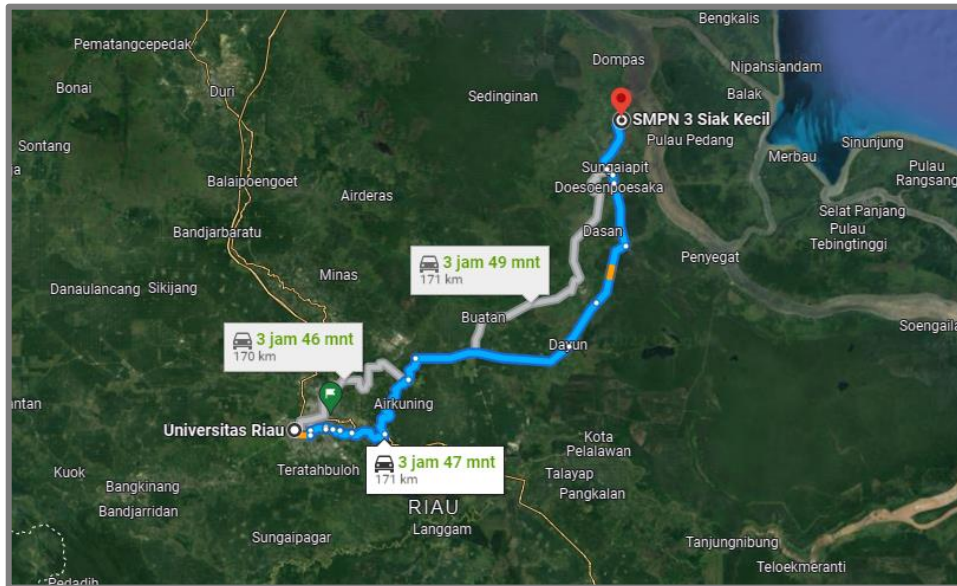 Bengkalis
Pematangcepedak
Dompas
Nipahsiandam
Bonai
Duri
Sedinginan
Balak
SMPN 3 Siak Kecil
Pulau Pedang
Sontang
Merbau
Sinunjung
Sungaiapit
Pulau
Rangsang
Balaipoengoet
Doesoenpoesaka
Airderas
Selat Panjang
Bandjarbaratu
Dasan
Pulau
Tebingtinggi
3 jam 49 mnt
171 km
Minas
Penyegat
Danaulancang
Sikijang
Buatan
Soengaila
3 jam 46 mnt
170 km
Dayun
Airkuning
Universitas Riau
Kota
Pelalawan
3 jam 47 mnt
171 km
Teratahbuloh
Kuok
Talayap
Bangkinang
Pangkalan
Bandjarridan
RIAU
Langgam
Sungaipagar
Tanjungnibung
Teloekmeranti